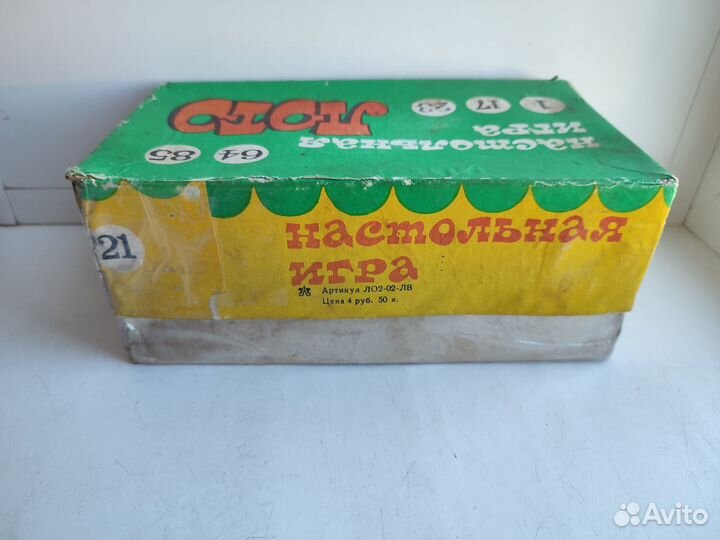 ЛОТО
1 17 23
НАСТОЛЬНАЯ
ИГРА
64
85
21
НАСТОЛЬНАЯ
ИГРА
Артикул ЛО2-02-ЛВ
Цена 4 руб. 50 к.
Avito